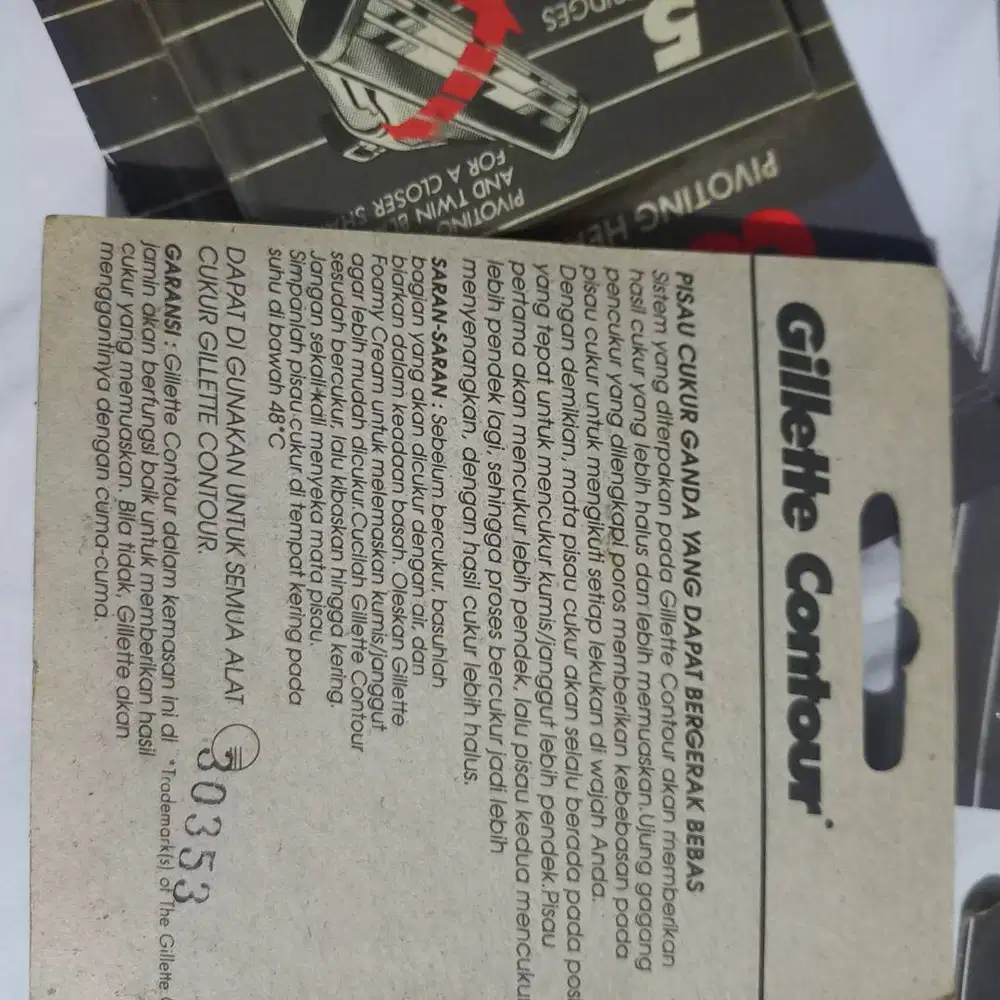 Gillette Contour*
PISAU CUKUR GANDA YANG DAPAT BERGERAK BEBAS
Sistem yang diterapkan pada Gillette Contour akan memberikan
hasil cukur yang lebih halus dan lebih memuaskan.Ujung gagang
pencukur yang dilengkapi poros memberikan kebebasan pada
pisau cukur untuk mengikuti setiap lekukan di wajah Anda.
Dengan demikian, mata pisau cukur akan selalu berada pada posi
yang tepat untuk mencukur kumis/janggut lebih pendek.Pisau
pertama akan mencukur lebih pendek, lalu pisau kedua mencuku
lebih pendek lagi, sehingga proses bercukur jadi lebih
menyenangkan, dengan hasil cukur lebih halus.
SARAN-SARAN : Sebelum bercukur, basuhlah
bagian yang akan dicukur dengan air, dan
biarkan dalam keadaan basah. Oleskan Gillette
Foamy Cream untuk melemaskan kumis/janggut
agar lebih mudah dicukur.Cucilah Gillette Contour
sesudah bercukur, lalu kibaskan hingga kering.
Jangan sekali-kali menyeka mata pisau.
Simpanlah pisau cukur di tempat kering pada
suhu di bawah 48°C
DAPAT DI GUNAKAN UNTUK SEMUA ALAT
CUKUR GILLETTE CONTOUR.
30353
GARANSI : Gillette Contour dalam kemasan ini di
jamin akan berfungsi baik untuk memberikan hasil
cukur yang memuaskan. Bila tidak, Gillette akan
menggantinya dengan cuma-cuma.
*Trademark(s) of The Gillette
5
PIVOTING HEA
PIVOTING
AND TWIN BL
FOR A CLOSER SH